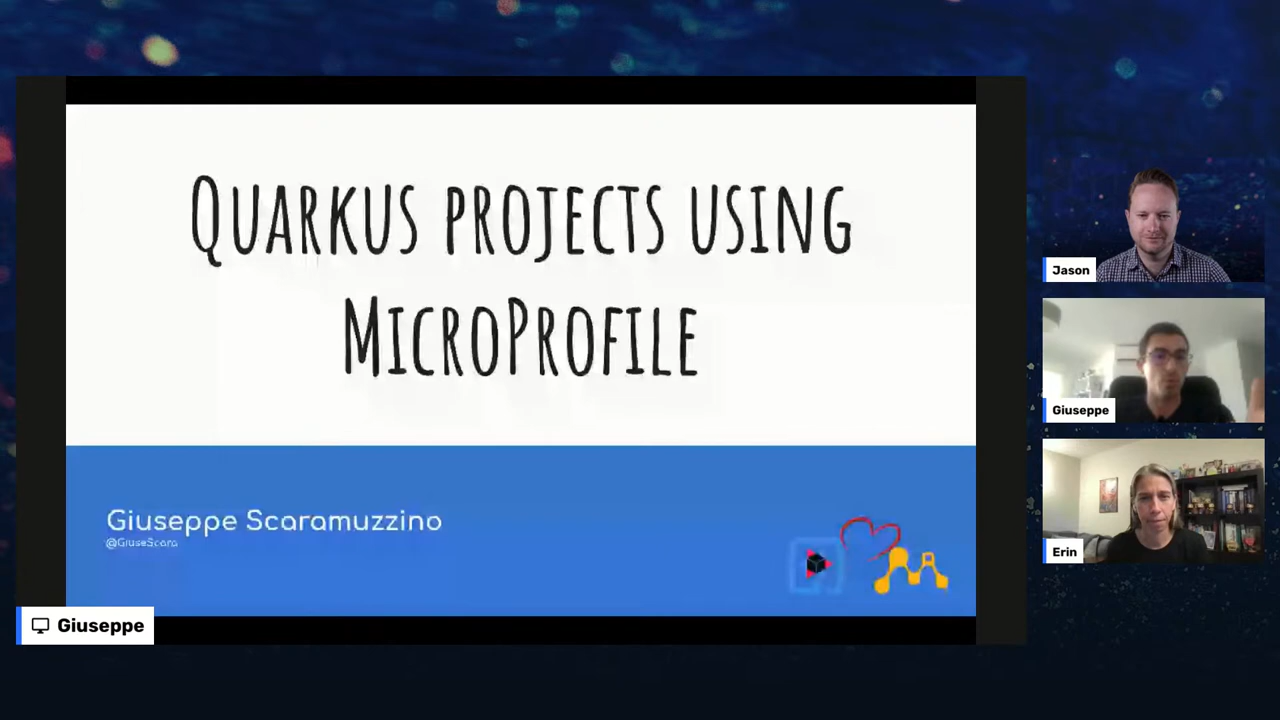 Quarkus projects using
MicroProfile
Giuseppe Scaramuzzino
@GiuseScara
Giuseppe
Jason
Giuseppe
Erin